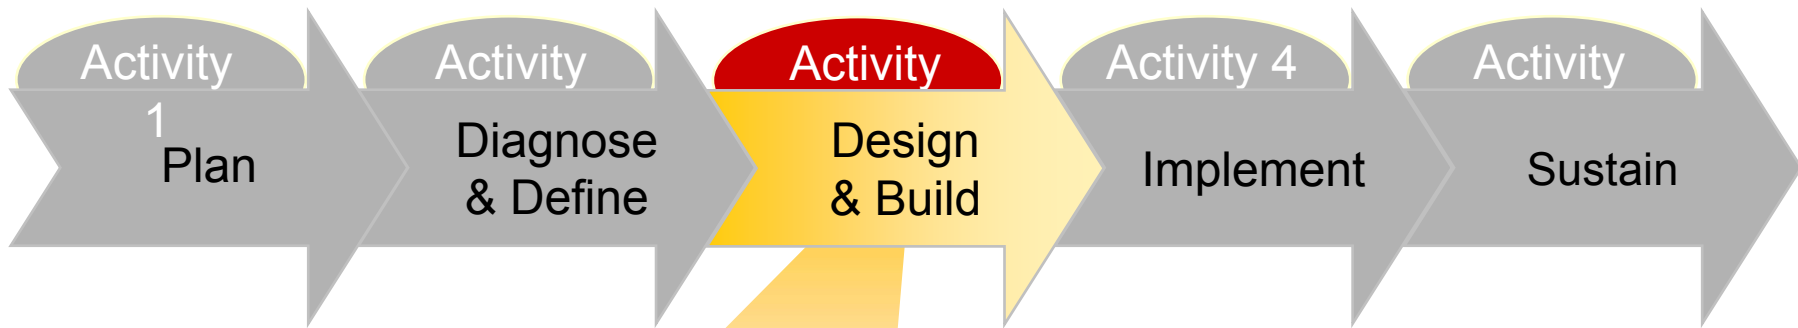 Activity
1
Plan
Activity
Diagnose
& Define
Activity
Design
& Build
Activity 4
Implement
Activity
Sustain